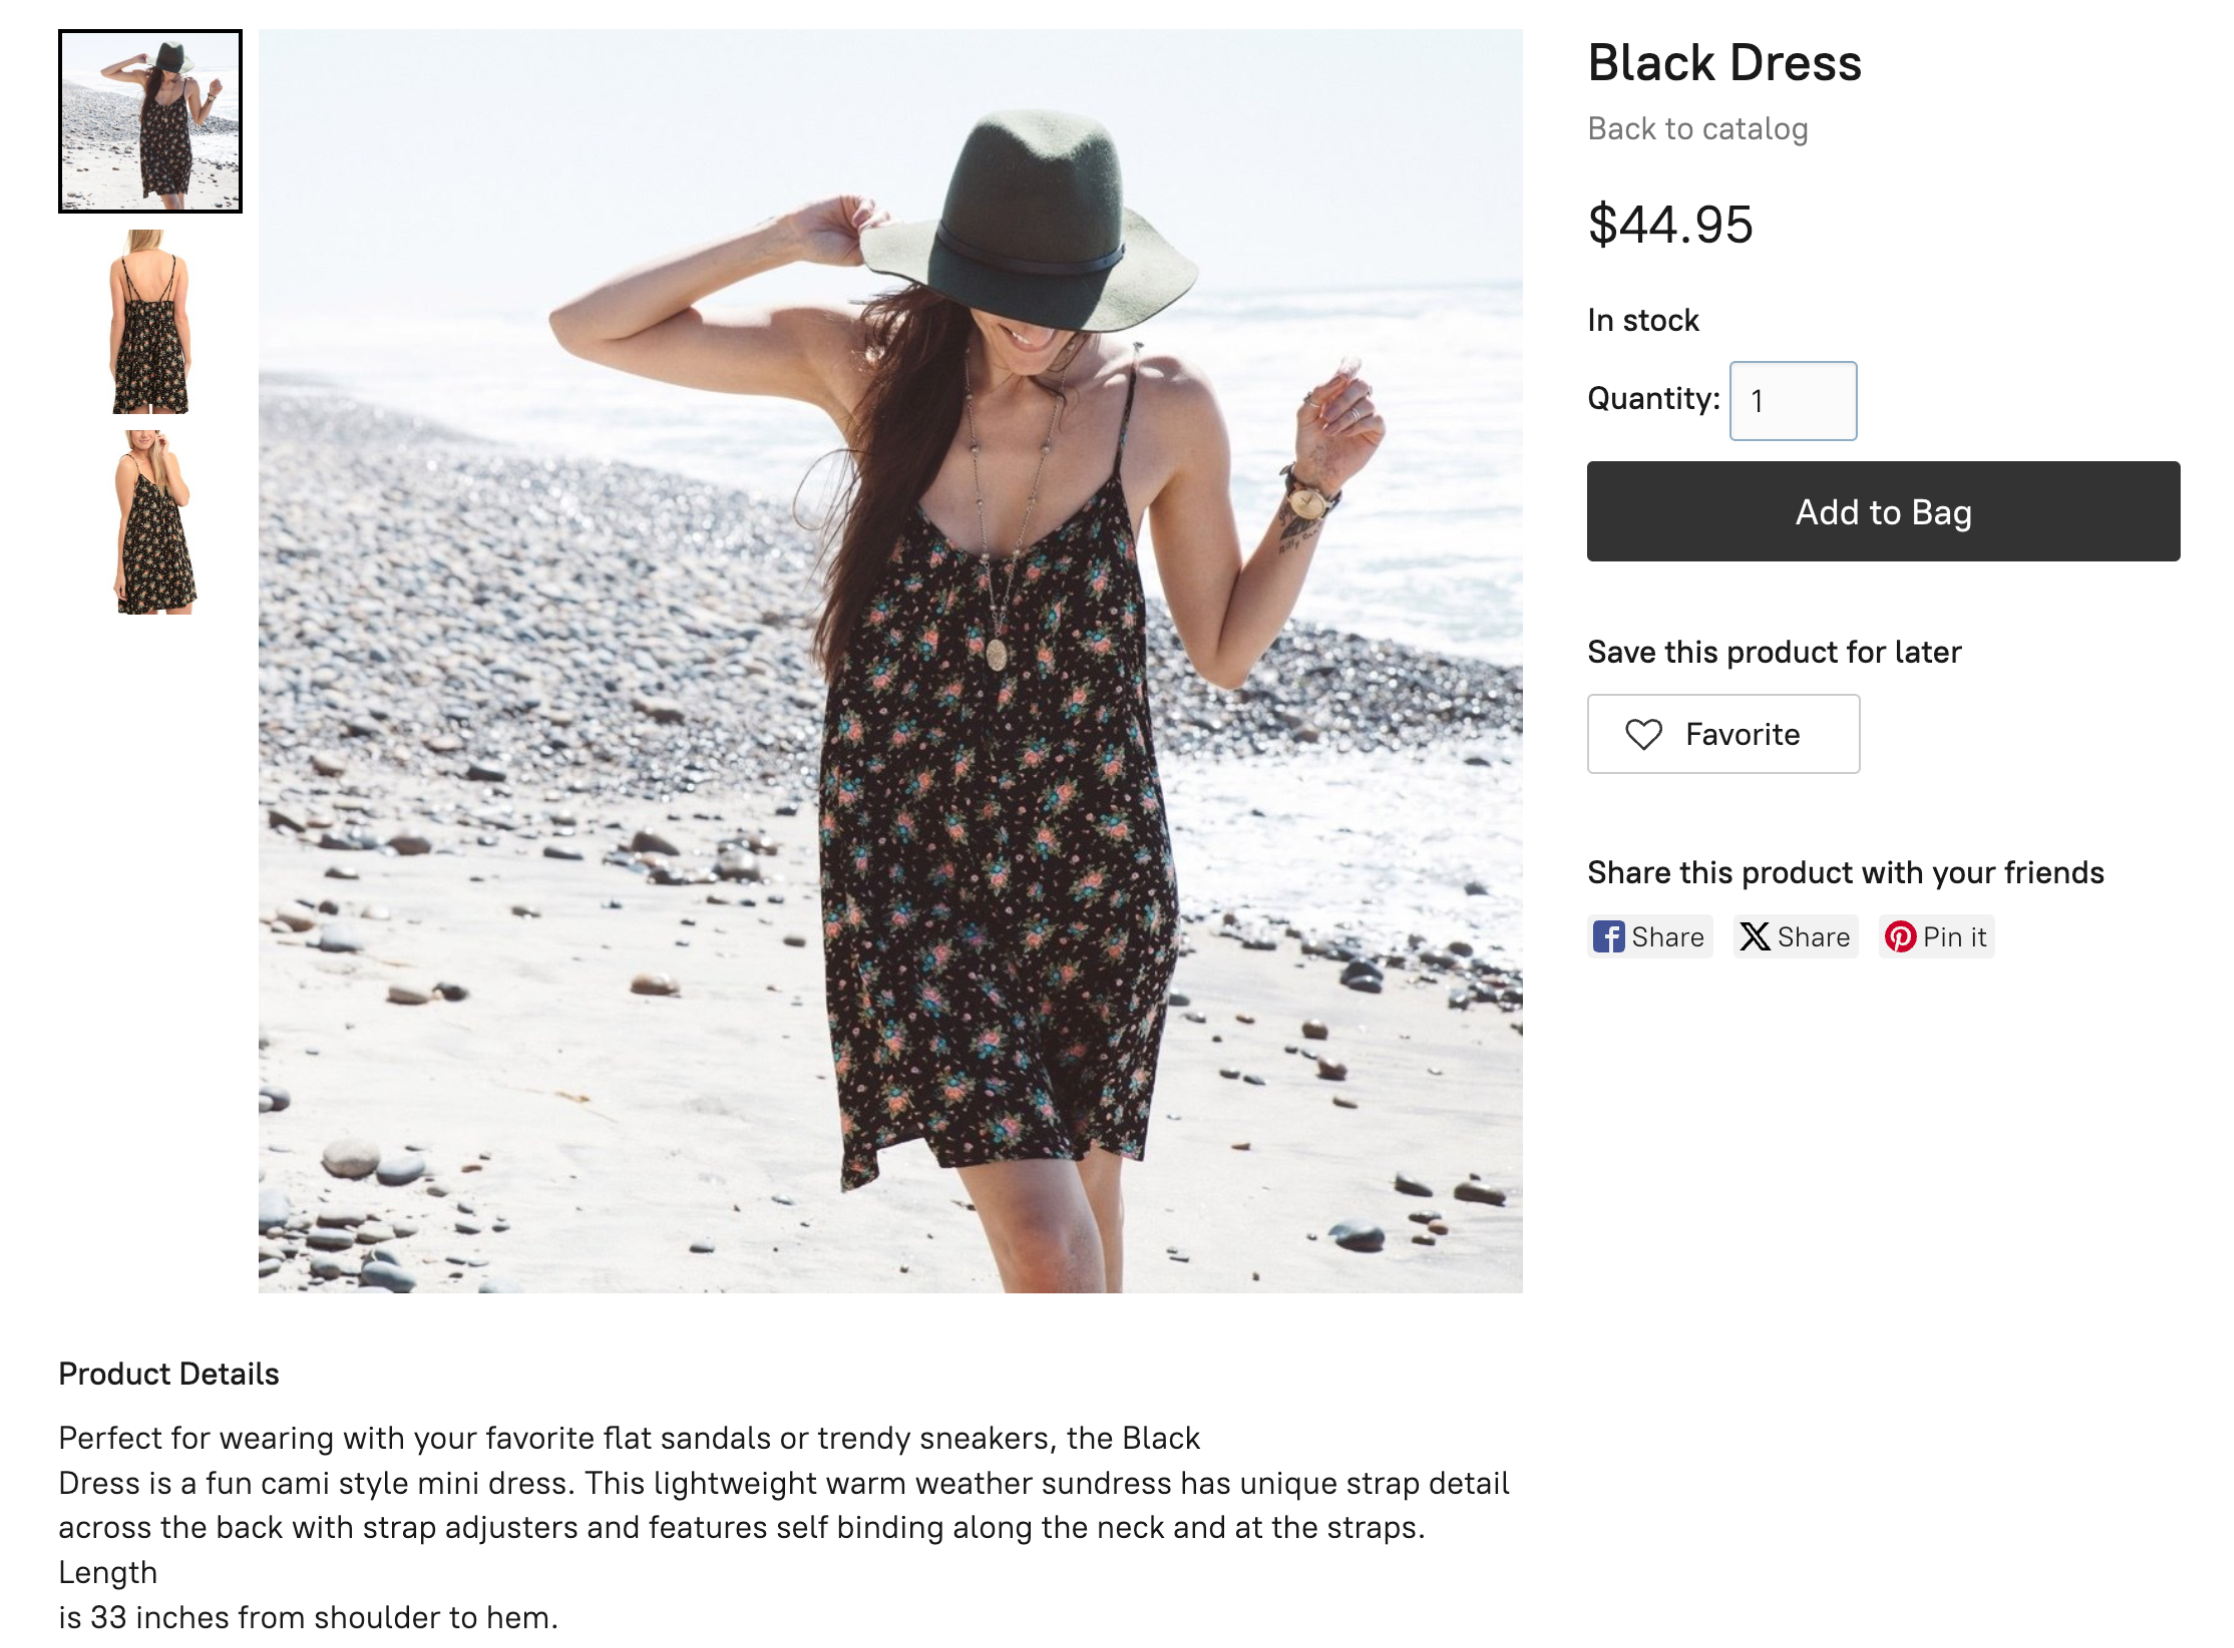 Black Dress
Back to catalog
$44.95
In stock
Quantity: 1
Add to Bag
Save this product for later
Favorite
Share this product with your friends
Share Share Pin it
Product Details
Perfect for wearing with your favorite flat sandals or trendy sneakers, the Black
Dress is a fun cami style mini dress. This lightweight warm weather sundress has unique strap detail
across the back with strap adjusters and features self binding along the neck and at the straps.
Length
is 33 inches from shoulder to hem.